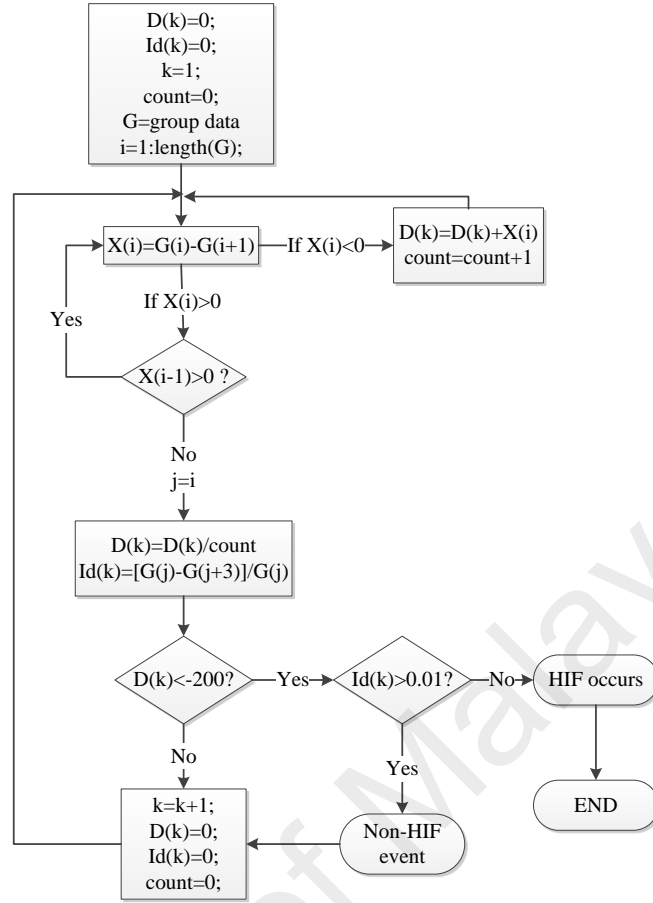 D(k)=0;
Id(k)=0;
k=1;
count=0;
G=group data
i=1:length(G);
X(i)=G(i)-G(i+1)
If X(i)<0
D(k)=D(k)+X(i)
count=count+1
If X(i)>0
Yes
X(i-1)>0 ?
No
j=i
D(k)=D(k)/count
Id(k)=[G(j)-G(j+3)]/G(j)
D(k)<-200?
Yes
Id(k)>0.01?
No
HIF occurs
No
Yes
END
k=k+1;
D(k)=0;
Id(k)=0;
count=0;
Non-HIF
event
of Malay